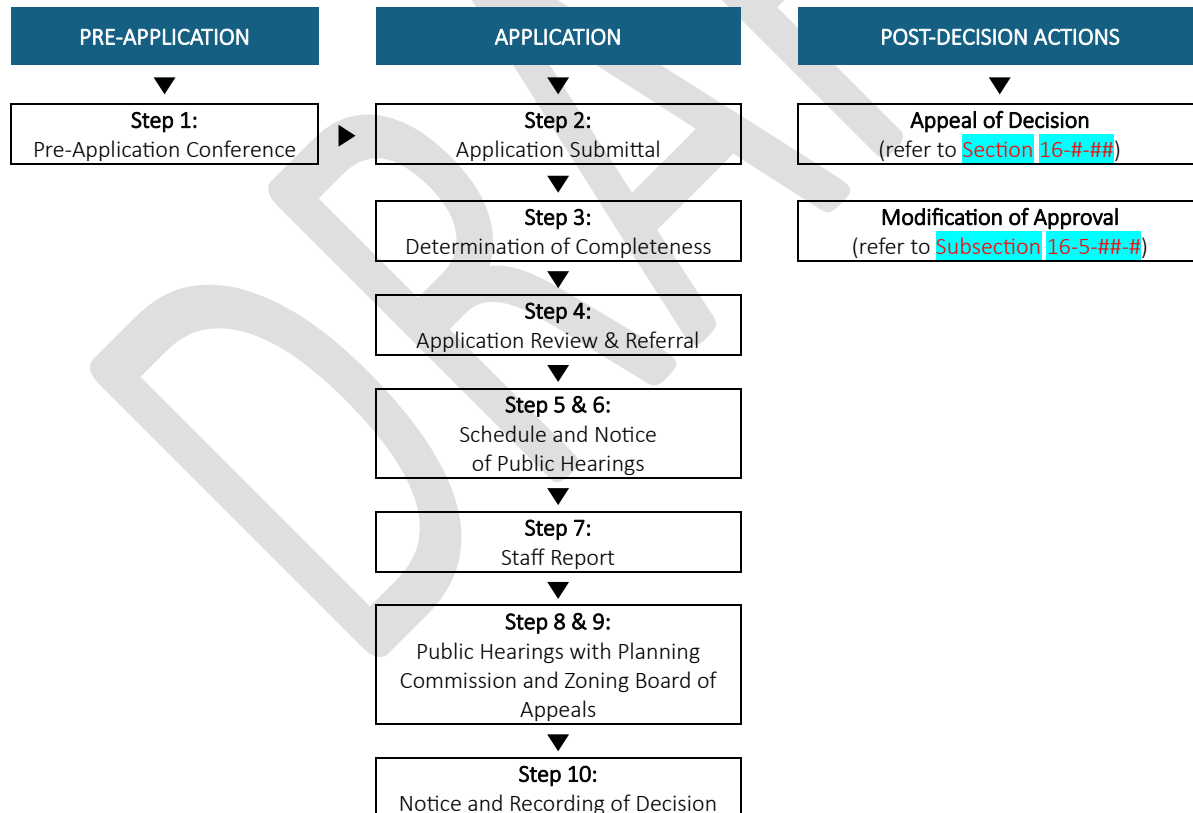 PRE-APPLICATION
Step 1:
Pre-Application Conference
APPLICATION
Step 2:
Application Submittal
Step 3:
Determination of Completeness
Step 4:
Application Review & Referral
Step 5 & 6:
Schedule and Notice
of Public Hearings
Step 7:
Staff Report
Step 8 & 9:
Public Hearings with Planning
Commission and Zoning Board of
Appeals
Step 10:
Notice and Recording of Decision
POST-DECISION ACTIONS
Appeal of Decision
(refer to Section 16-#-##)
Modification of Approval
(refer to Subsection 16-5-##-#)